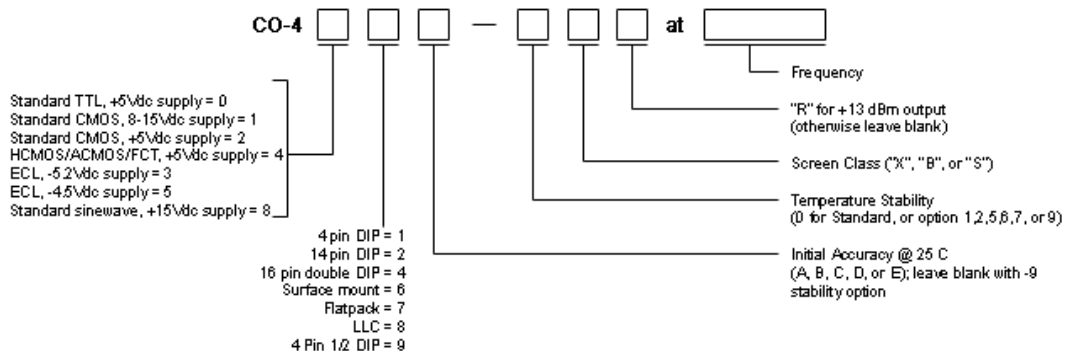 CO-4 — at
Frequency
Standard TTL, +5Vdc supply = 0
Standard CMOS, 8-15Vdc supply = 1
Standard CMOS, +5Vdc supply = 2
HCMOS/ACMOS/FCT, +5Vdc supply = 4
ECL, -5.2Vdc supply = 3
ECL, -4.5Vdc supply = 5
Standard sinewave, +15Vdc supply = 8
"R" for +13 dBm output
(otherwise leave blank)
Screen Class ("X", "B", or "S")
Temperature Stability
(0 for Standard, or option 1,2,5,6,7, or 9)
4 pin DIP = 1
14 pin DIP = 2
16 pin double DIP = 4
Surface mount = 6
Flatpack = 7
LLC = 8
4 Pin 1/2 DIP = 9
Initial Accuracy @ 25 C
(A, B, C, D, or E); leave blank with -9
stability option